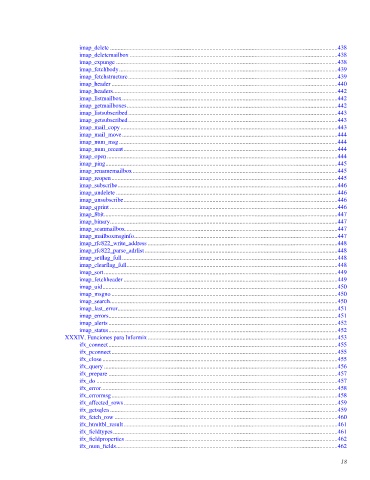 imap_delete 438
imap_deletemailbox 438
imap_expunge 438
imap_fetchbody 439
imap_fetchstructure 439
imap_header 440
imap_headers 442
imap_listmailbox 442
imap_getmailboxes 442
imap_listsubscribed 443
imap_getsubscribed 443
imap_mail_copy 443
imap_mail_move 444
imap_num_msg 444
imap_num_recent 444
imap_open 444
imap_ping 445
imap_renamemailbox 445
imap_reopen 445
imap_subscribe 446
imap_undelete 446
imap_unsubscribe 446
imap_qprint 446
imap_8bit 447
imap_binary 447
imap_scanmailbox 447
imap_mailboxmsginfo 447
imap_rfc822_write_address 448
imap_rfc822_parse_adrlist 448
imap_setflag_full 448
imap_clearflag_full 448
imap_sort 449
imap_fetchheader 449
imap_uid 450
imap_msgno 450
imap_search 450
imap_last_error 451
imap_errors 451
imap_alerts 452
imap_status 452
XXXIV. Funciones para Informix 453
ifx_connect 455
ifx_pconnect 455
ifx_close 455
ifx_query 456
ifx_prepare 457
ifx_do 457
ifx_error 458
ifx_errormsg 458
ifx_affected_rows 459
ifx_getsqlca 459
ifx_fetch_row 460
ifx_htmltbl_result 461
ifx_fieldtypes 461
ifx_fieldproperties 462
ifx_num_fields 462
18